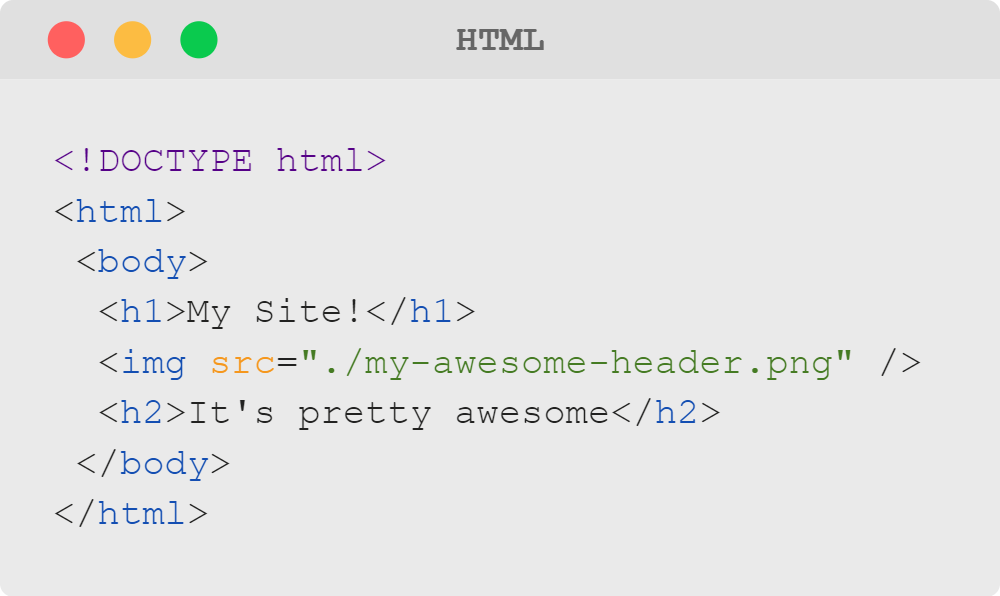 HTML
<!DOCTYPE html>
<html>
 <body>
  <h1>My Site!</h1>
  <img src="./my-awesome-header.png" />
  <h2>It's pretty awesome</h2>
 </body>
</html>